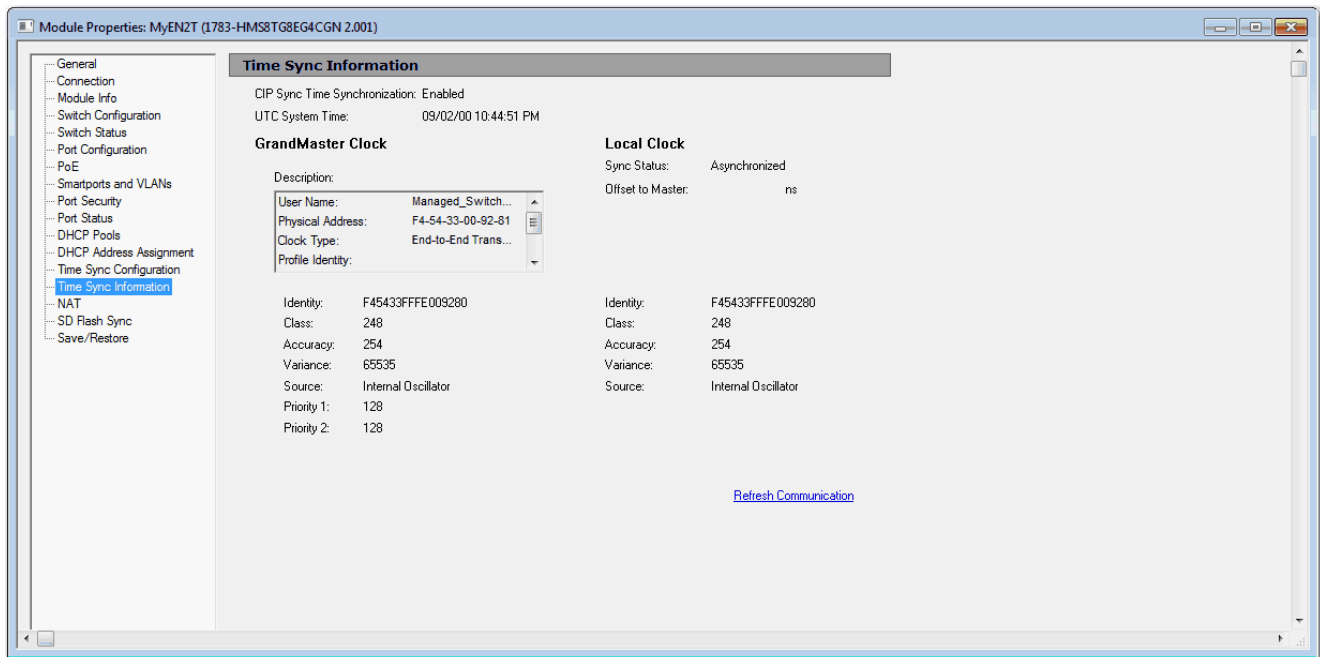 Module Properties: MyEN2T (1783-HMS8TG8EG4CGN 2.001)
General
Connection
Module Info
Switch Configuration
Switch Status
Port Configuration
PoE
Smartports and VLANs
Port Security
Port Status
DHCP Pools
DHCP Address Assignment
Time Sync Configuration
Time Sync Information
NAT
SD Flash Sync
Save/Restore
Time Sync Information
CIP Sync Time Synchronization: Enabled
UTC System Time: 09/02/00 10:44:51 PM
GrandMaster Clock
Description:
User Name: Managed_Switch...
Physical Address: F4-54-33-00-92-81
Clock Type: End-to-End Trans...
Profile Identity:
Identity: F45433FFFE009280
Class: 248
Accuracy: 254
Variance: 65535
Source: Internal Oscillator
Priority 1: 128
Priority 2: 128
Local Clock
Sync Status: Asynchronized
Offset to Master: ns
Identity: F45433FFFE009280
Class: 248
Accuracy: 254
Variance: 65535
Source: Internal Oscillator
Refresh Communication